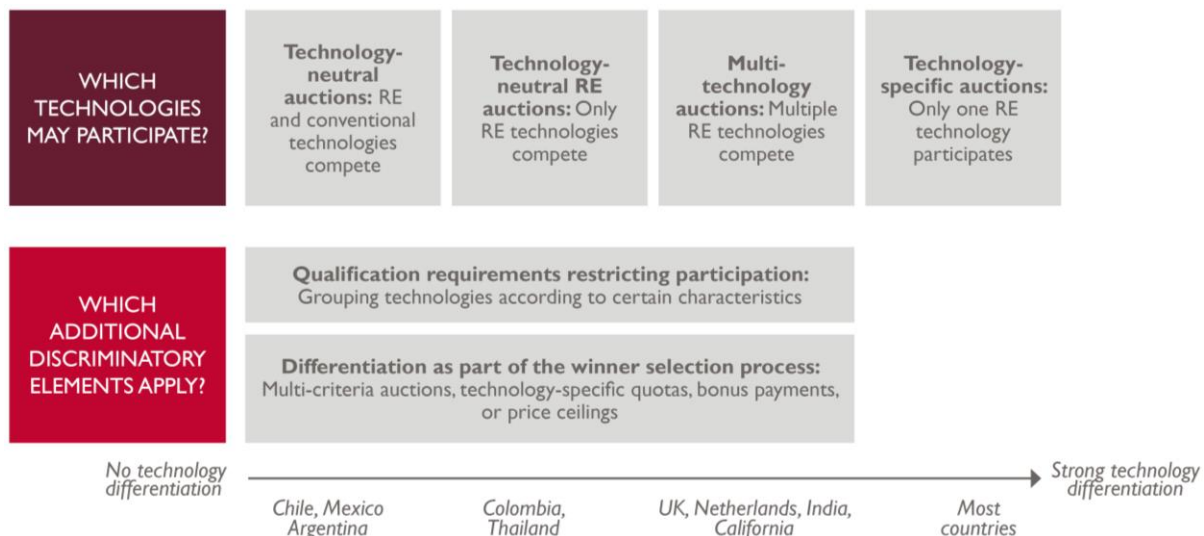 WHICH
TECHNOLOGIES
MAY PARTICIPATE?
Technology-
neutral
auctions: RE
and conventional
technologies
compete
Technology-
neutral RE
auctions: Only
RE technologies
compete
Multi-
technology
auctions: Multiple
RE technologies
compete
Technology-
specific auctions:
Only one RE
technology
participates
WHICH
ADDITIONAL
DISCRIMINATORY
ELEMENTS APPLY?
Qualification requirements restricting participation:
Grouping technologies according to certain characteristics
Differentiation as part of the winner selection process:
Multi-criteria auctions, technology-specific quotas, bonus payments,
or price ceilings
No technology
differentiation
Strong technology
differentiation
Chile, Mexico
Argentina
Colombia,
Thailand
UK, Netherlands, India,
California
Most
countries